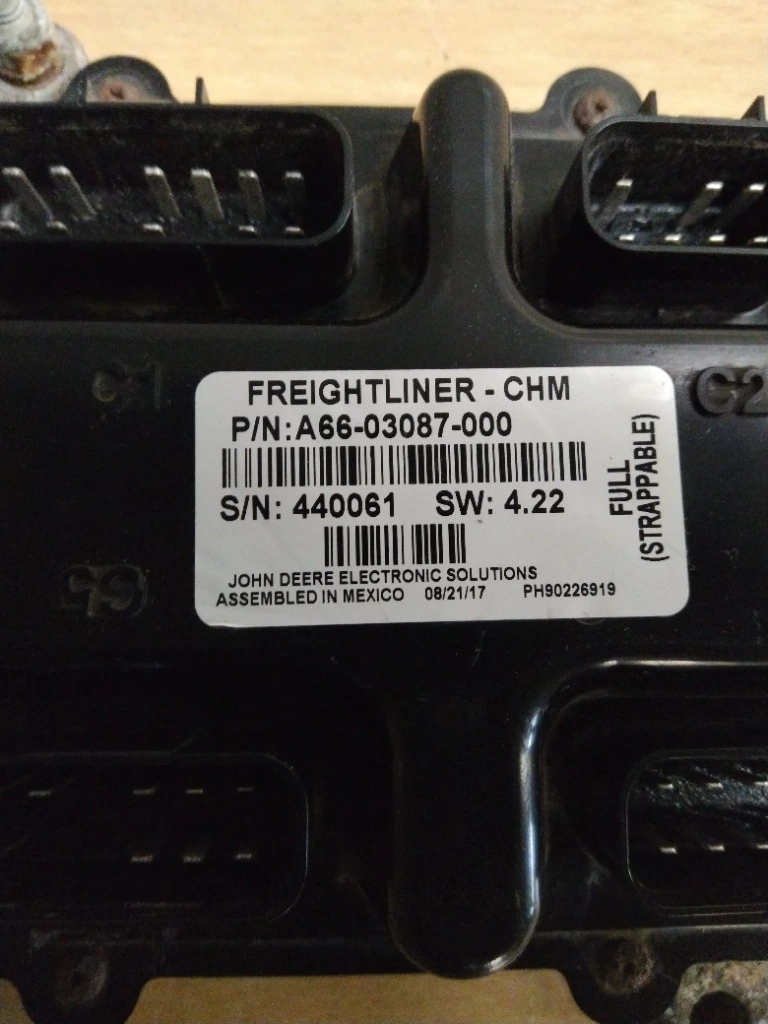 C1
C2
FREIGHTLINER - CHM
P/N: A66-03087-000
S/N: 440061 SW: 4.22
FULL
(STRAPPABLE)
JOHN DEERE ELECTRONIC SOLUTIONS
ASSEMBLED IN MEXICO 08/21/17 PH90226919